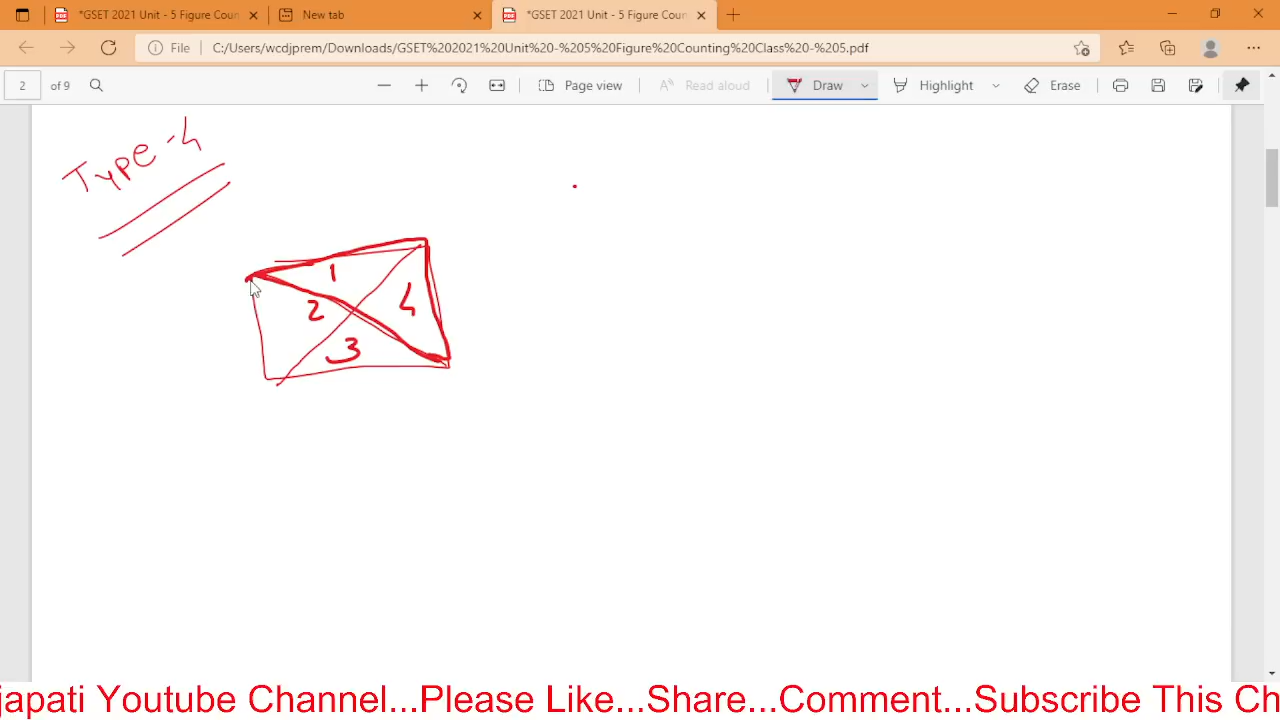 *GSET 2021 Unit - 5 Figure Coun
New tab
*GSET 2021 Unit - 5 Figure Coun
File
C:/Users/wcdjprem/Downloads/GSET%202021%20Unit%20-%205%20Figure%20Counting%20Class%20-%205.pdf
2 of 9
Page view
Read aloud
Draw
Highlight
Erase
Type-4
1
2
4
3
japati Youtube Channel...Please Like...Share...Comment...Subscribe This Ch